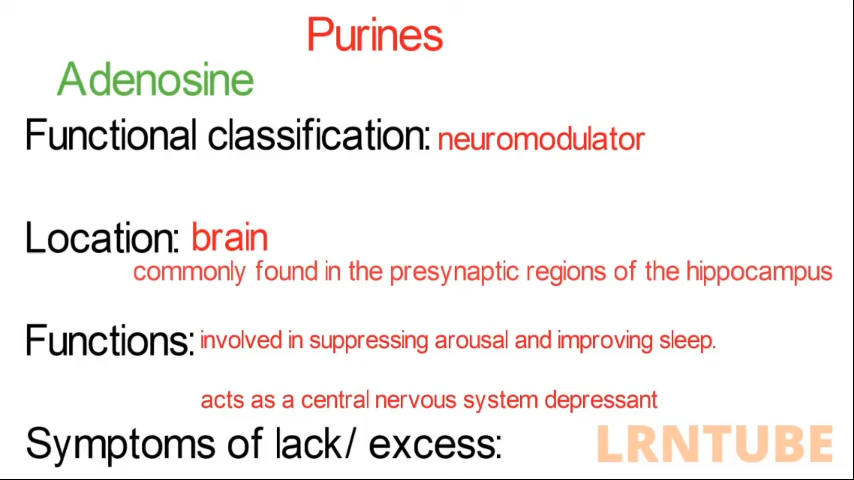 Purines
Adenosine
Functional classification: neuromodulator
Location: brain
commonly found in the presynaptic regions of the hippocampus
Functions: involved in suppressing arousal and improving sleep.
acts as a central nervous system depressant
Symptoms of lack/ excess:
LRNTUBE